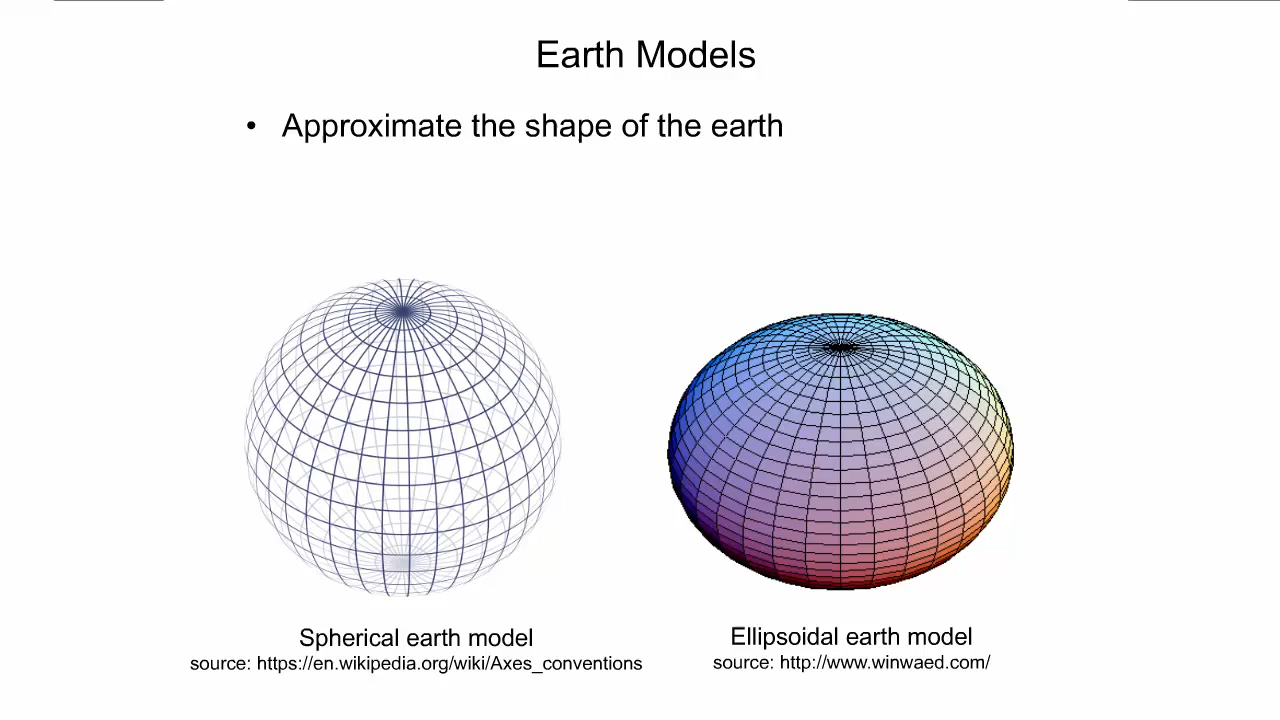 Earth Models
• Approximate the shape of the earth
Spherical earth model
source: https://en.wikipedia.org/wiki/Axes_conventions
Ellipsoidal earth model
source: http://www.winwaed.com/